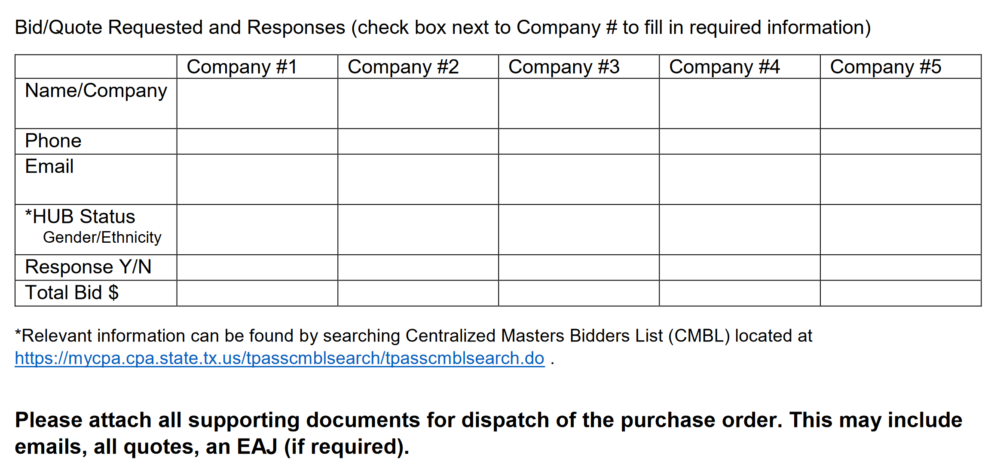 Bid/Quote Requested and Responses (check box next to Company # to fill in required information)
Company #1 Company #2 Company #3 Company #4 Company #5
Name/Company
Phone
Email
*HUB Status
Gender/Ethnicity
Response Y/N
Total Bid $
*Relevant information can be found by searching Centralized Masters Bidders List (CMBL) located at
https://mycpa.cpa.state.tx.us/tpasscmblsearch/tpasscmblsearch.do .
Please attach all supporting documents for dispatch of the purchase order. This may include
emails, all quotes, an EAJ (if required).